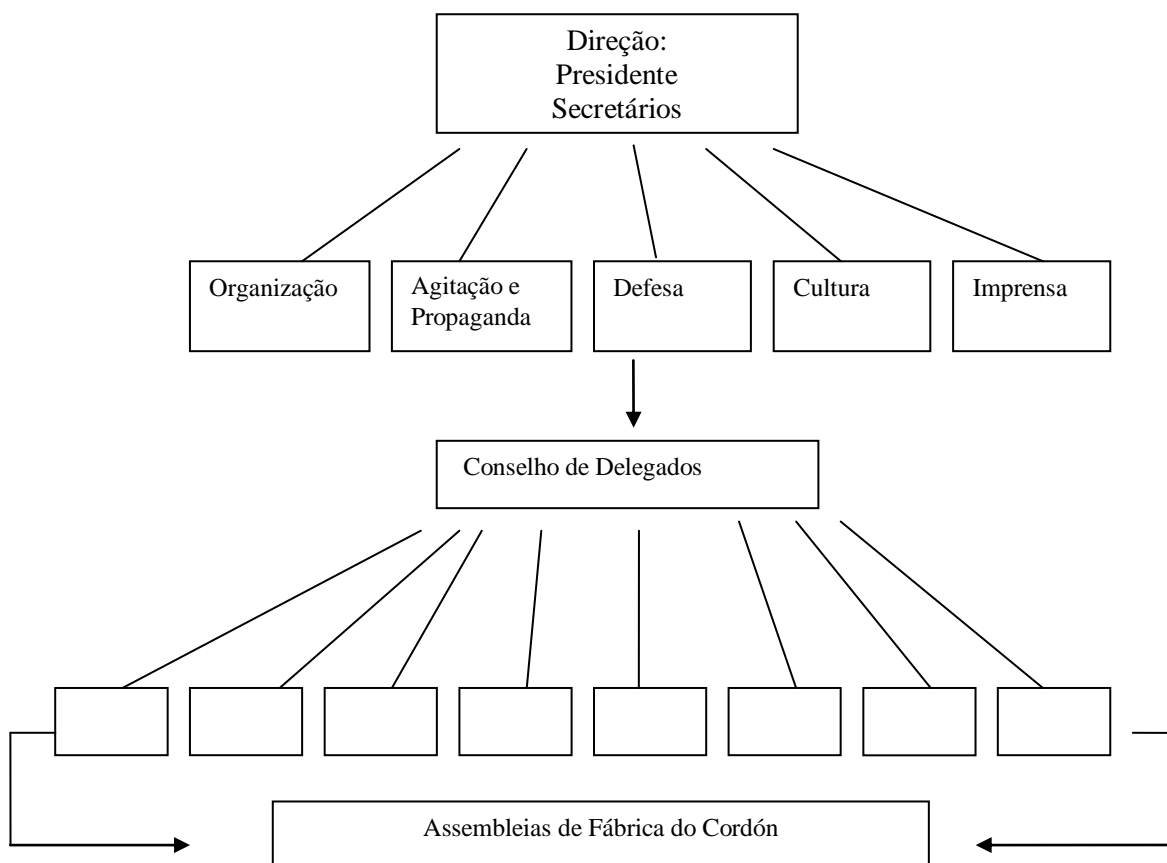 Direção:
Presidente
Secretários
Organização
Agitação e
Propaganda
Defesa
Cultura
Imprensa
Conselho de Delegados
Assembleias de Fábrica do Cordón